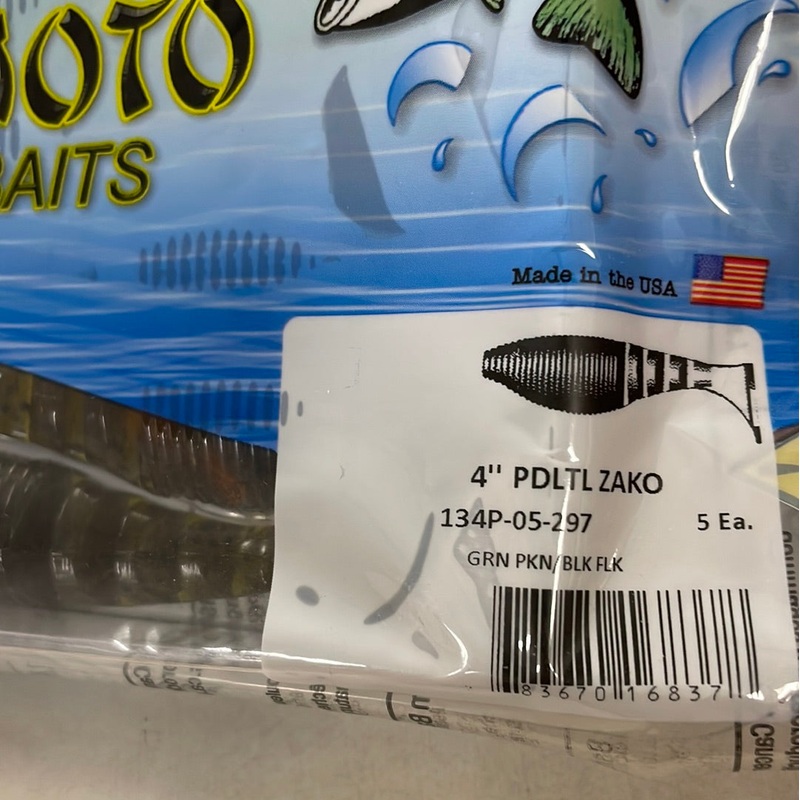 MOTO
BAITS
Made in the USA
4" PDLTL ZAKO
134P-05-297 5 Ea.
GRN PKN/BLK FLK
83670 16837